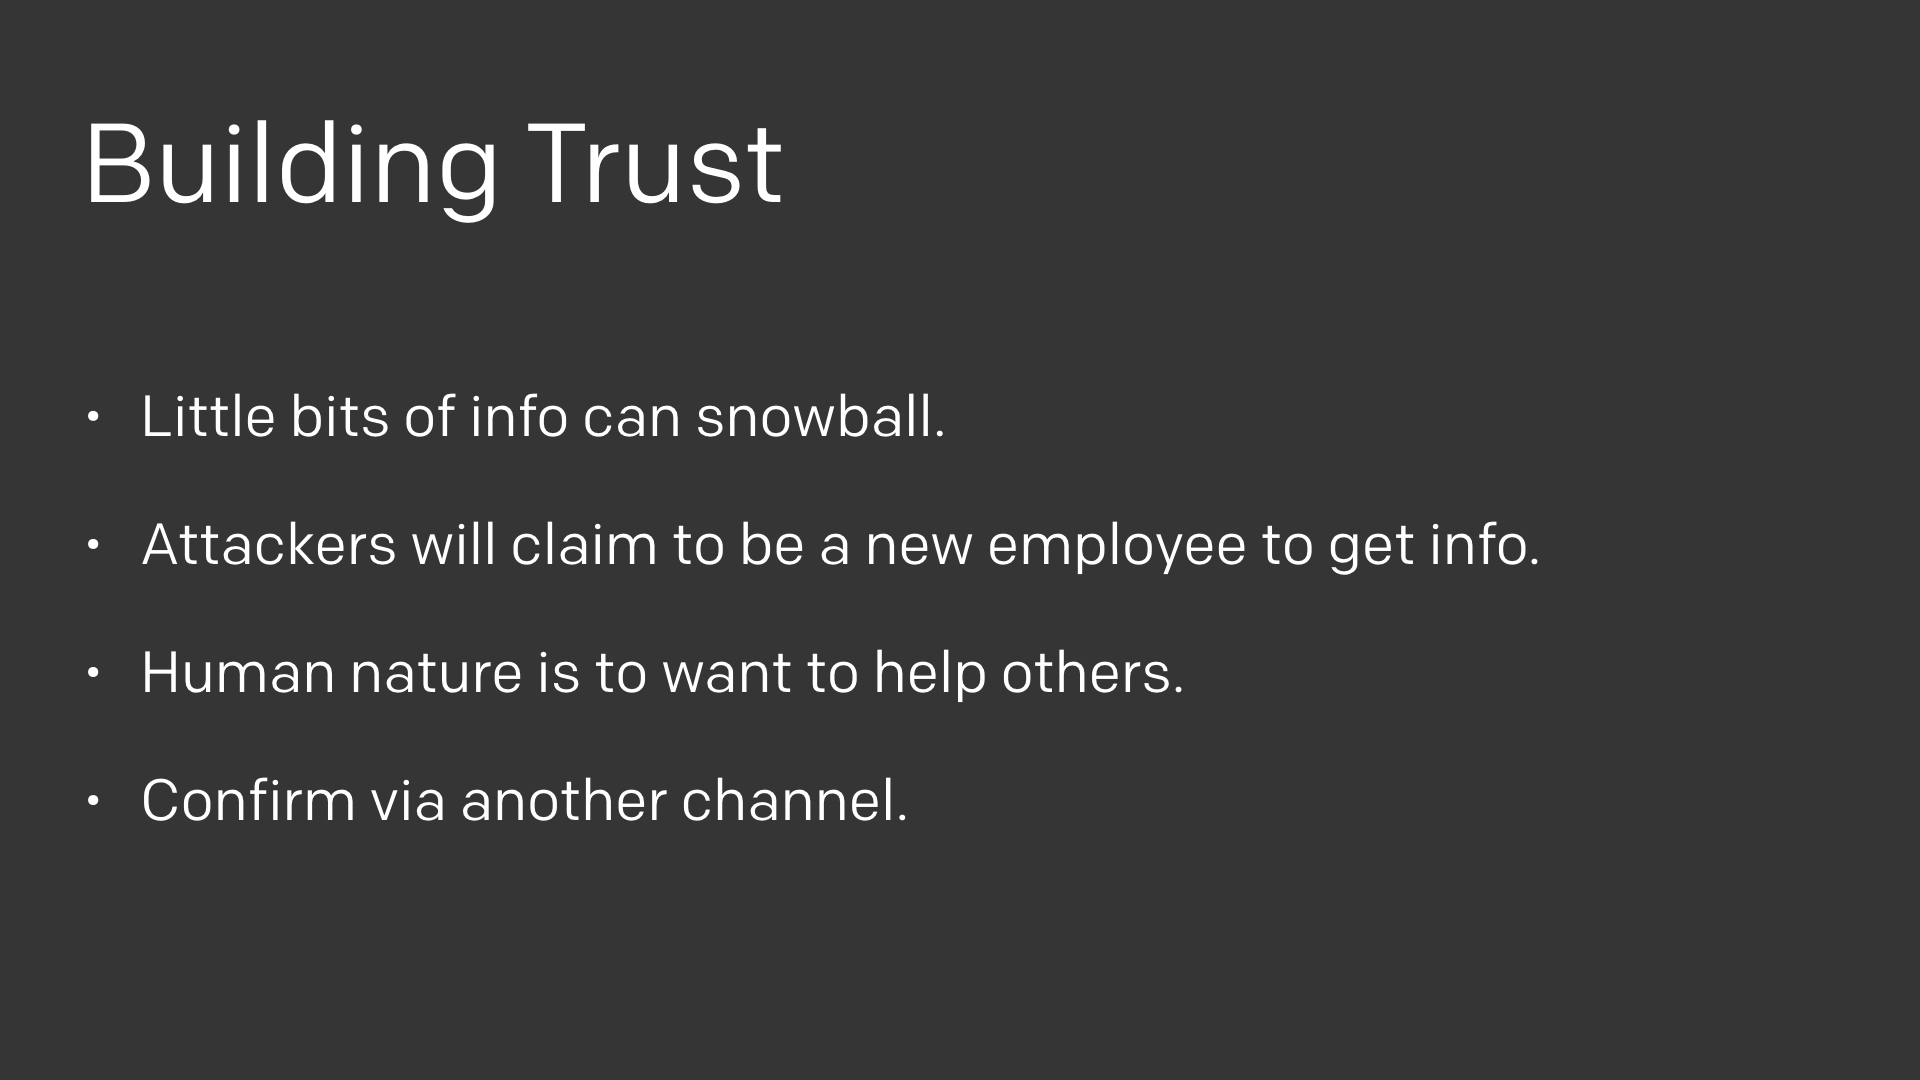 Building Trust
• Little bits of info can snowball.
• Attackers will claim to be a new employee to get info.
• Human nature is to want to help others.
• Confirm via another channel.